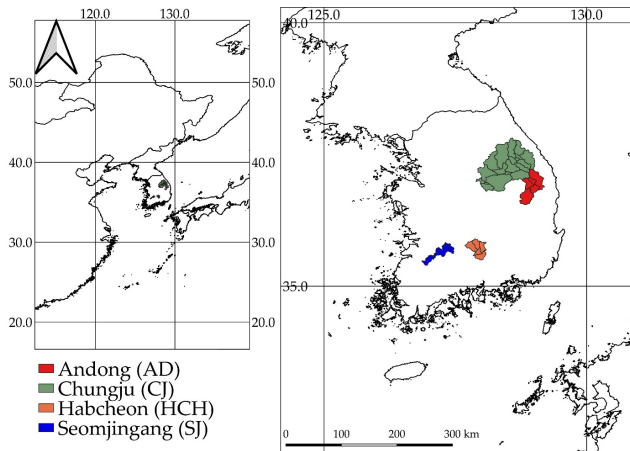 120.0 130.0
50.0 50.0
40.0 40.0
30.0 30.0
20.0 20.0
Andong (AD)
Chungju (CJ)
Habcheon (HCH)
Seomjingang (SJ)
125.0 130.0
40.0
35.0
0 100 200 300 km